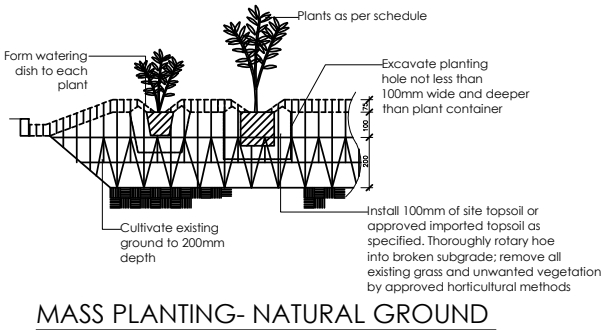 Plants as per schedule
Form watering
dish to each
plant
Excavate planting
hole not less than
100mm wide and deeper
than plant container
75
100
200
Cultivate existing
ground to 200mm
depth
Install 100mm of site topsoil or
approved imported topsoil as
specified. Thoroughly rotary hoe
into broken subgrade; remove all
existing grass and unwanted vegetation
by approved horticultural methods
MASS PLANTING- NATURAL GROUND